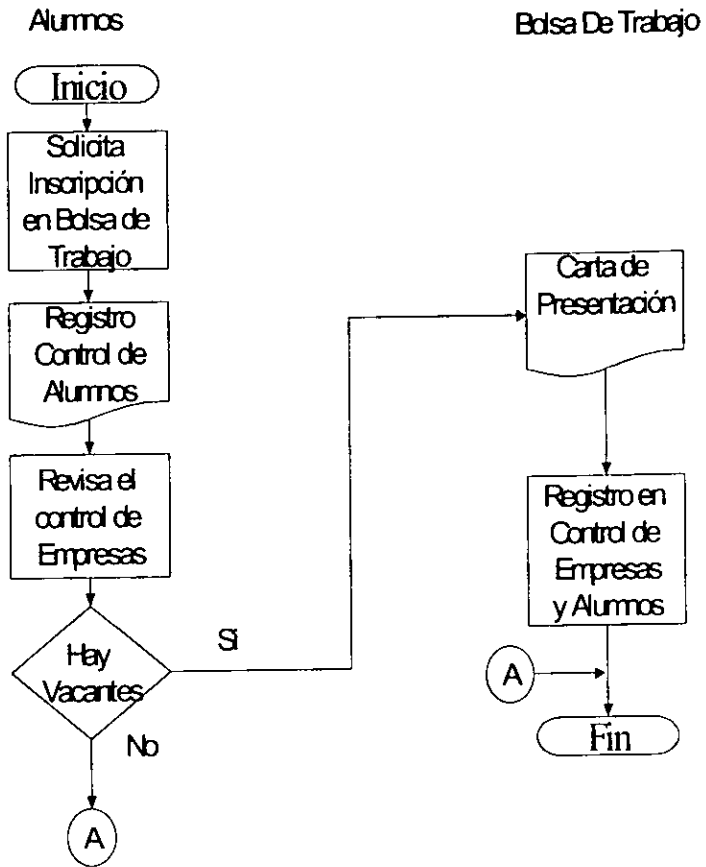 Alumnos
Bolsa De Trabajo
Inicio
Solicita
Inscripción
en Bolsa de
Trabajo
Registro
Control de
Alumnos
Revisa el
control de
Empresas
Hay
Vacantes
Si
No
A
Carta de
Presentación
Registro en
Control de
Empresas
y Alumnos
A
Fin